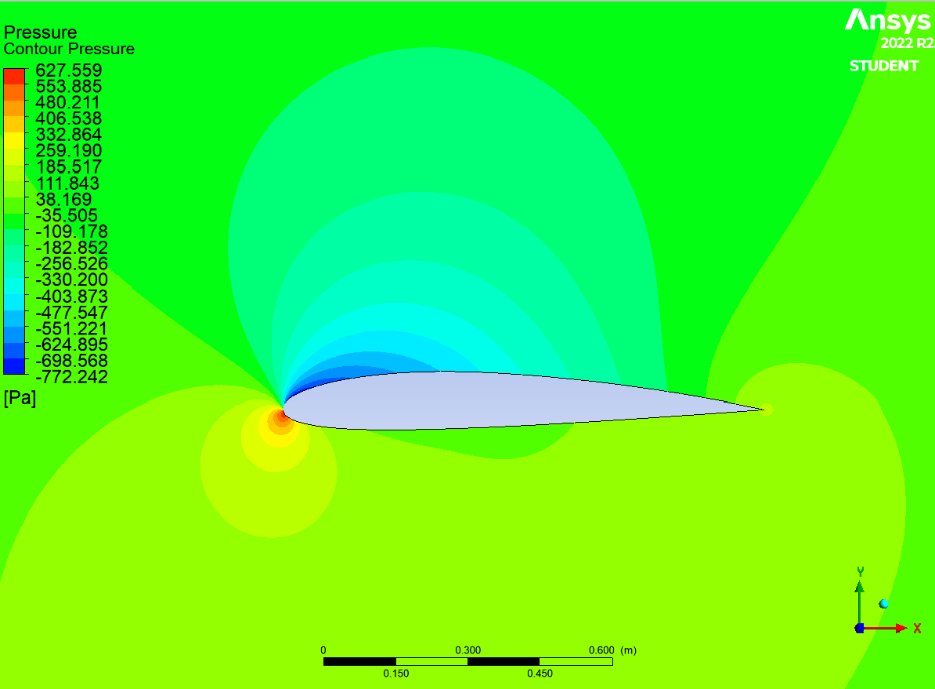 Pressure
Contour Pressure
627.559
553.885
480.211
406.538
332.864
259.190
185.517
111.843
38.169
-35.505
-109.178
-182.852
-256.526
-330.200
-403.873
-477.547
-551.221
-624.895
-698.568
-772.242
[Pa]
Ansys
2022 R2
STUDENT
Y
X
0 0.300 0.600 (m)
0.150 0.450